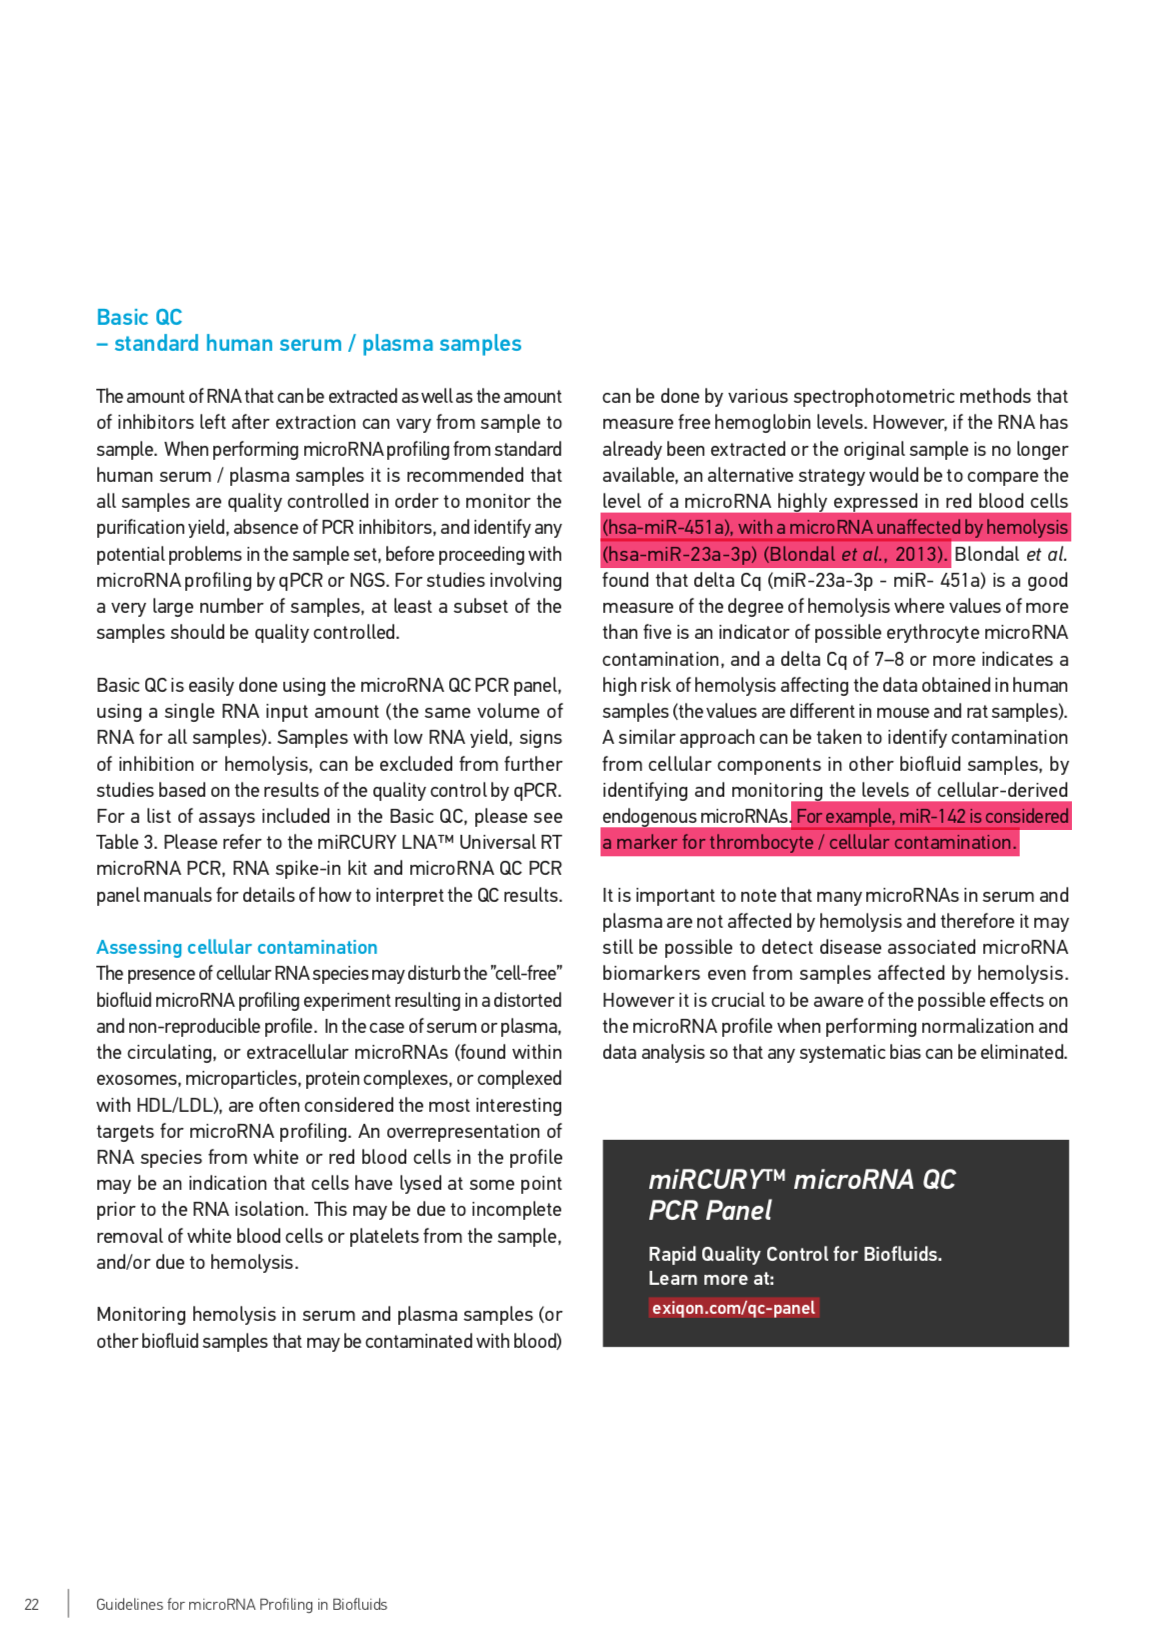 Basic QC
– standard human serum / plasma samples
The amount of RNA that can be extracted as well as the amount
of inhibitors left after extraction can vary from sample to
sample. When performing microRNA profiling from standard
human serum / plasma samples it is recommended that
all samples are quality controlled in order to monitor the
purification yield, absence of PCR inhibitors, and identify any
potential problems in the sample set, before proceeding with
microRNA profiling by qPCR or NGS. For studies involving
a very large number of samples, at least a subset of the
samples should be quality controlled.
Basic QC is easily done using the microRNA QC PCR panel,
using a single RNA input amount (the same volume of
RNA for all samples). Samples with low RNA yield, signs
of inhibition or hemolysis, can be excluded from further
studies based on the results of the quality control by qPCR.
For a list of assays included in the Basic QC, please see
Table 3. Please refer to the miRCURY LNA™ Universal RT
microRNA PCR, RNA spike-in kit and microRNA QC PCR
panel manuals for details of how to interpret the QC results.
Assessing cellular contamination
The presence of cellular RNA species may disturb the ”cell-free”
biofluid microRNA profiling experiment resulting in a distorted
and non-reproducible profile. In the case of serum or plasma,
the circulating, or extracellular microRNAs (found within
exosomes, microparticles, protein complexes, or complexed
with HDL/LDL), are often considered the most interesting
targets for microRNA profiling. An overrepresentation of
RNA species from white or red blood cells in the profile
may be an indication that cells have lysed at some point
prior to the RNA isolation. This may be due to incomplete
removal of white blood cells or platelets from the sample,
and/or due to hemolysis.
Monitoring hemolysis in serum and plasma samples (or
other biofluid samples that may be contaminated with blood)
can be done by various spectrophotometric methods that
measure free hemoglobin levels. However, if the RNA has
already been extracted or the original sample is no longer
available, an alternative strategy would be to compare the
level of a microRNA highly expressed in red blood cells
(hsa-miR-451a), with a microRNA unaffected by hemolysis
(hsa-miR-23a-3p) (Blondal et al., 2013). Blondal et al.
found that delta Cq (miR-23a-3p - miR- 451a) is a good
measure of the degree of hemolysis where values of more
than five is an indicator of possible erythrocyte microRNA
contamination, and a delta Cq of 7–8 or more indicates a
high risk of hemolysis affecting the data obtained in human
samples (the values are different in mouse and rat samples).
A similar approach can be taken to identify contamination
from cellular components in other biofluid samples, by
identifying and monitoring the levels of cellular-derived
endogenous microRNAs. For example, miR-142 is considered
a marker for thrombocyte / cellular contamination.
It is important to note that many microRNAs in serum and
plasma are not affected by hemolysis and therefore it may
still be possible to detect disease associated microRNA
biomarkers even from samples affected by hemolysis.
However it is crucial to be aware of the possible effects on
the microRNA profile when performing normalization and
data analysis so that any systematic bias can be eliminated.
miRCURY™ microRNA QC
PCR Panel
Rapid Quality Control for Biofluids.
Learn more at:
exiqon.com/qc-panel
22
Guidelines for microRNA Profiling in Biofluids